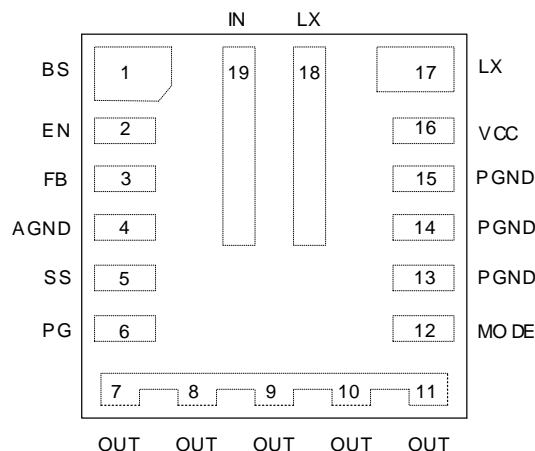 IN LX
BS 1 19 18 17 LX
EN 2 16 VCC
FB 3 15 PGND
AGND 4 14 PGND
SS 5 13 PGND
PG 6 12 MODE
7 8 9 10 11
OUT OUT OUT OUT OUT